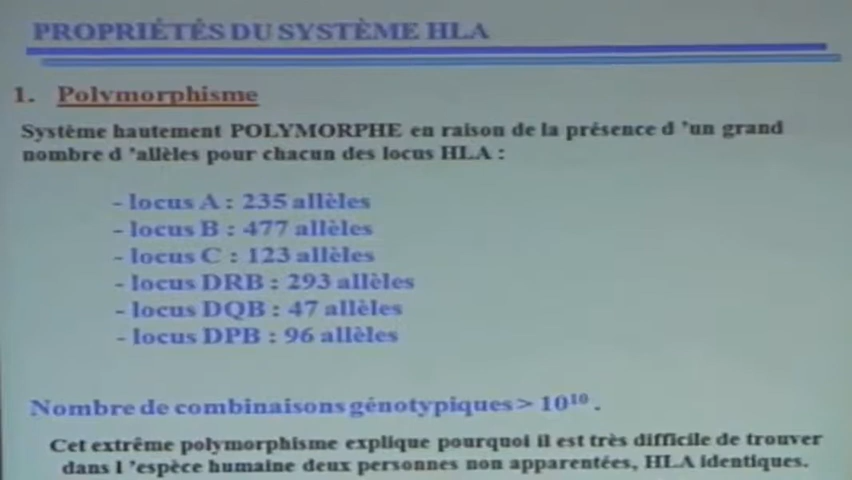 PROPRIÉTÉS DU SYSTÈME HLA
1. Polymorphisme
Système hautement POLYMORPHE en raison de la présence d 'un grand
nombre d 'allèles pour chacun des locus HLA :
- locus A : 235 allèles
- locus B : 477 allèles
- locus C : 123 allèles
- locus DRB : 293 allèles
- locus DQB : 47 allèles
- locus DPB : 96 allèles
Nombre de combinaisons génotypiques > 10¹⁰ .
Cet extrême polymorphisme explique pourquoi il est très difficile de trouver
dans l 'espèce humaine deux personnes non apparentées, HLA identiques.